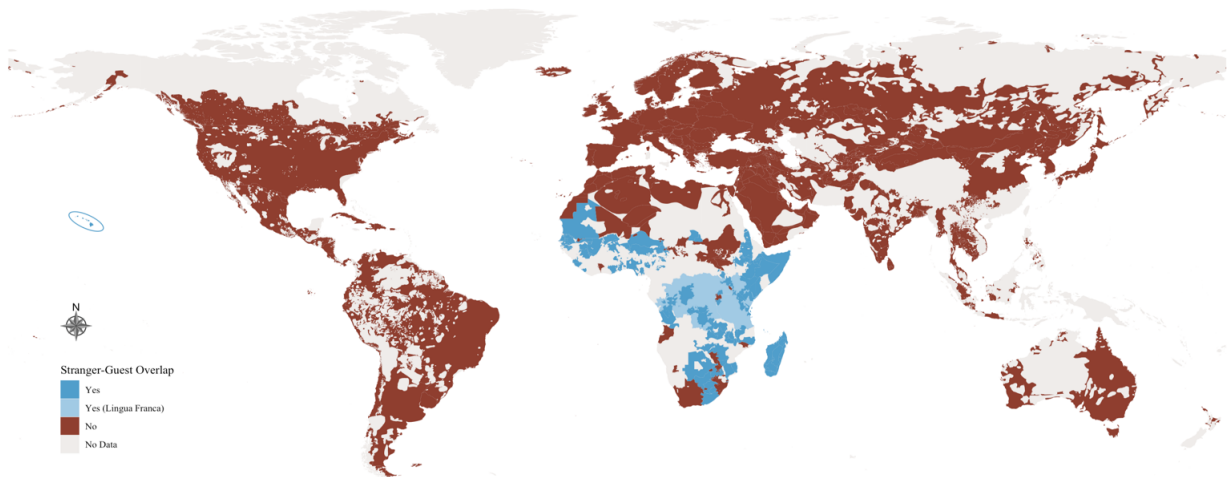 N
Stranger-Guest Overlap
Yes
Yes (Lingua Franca)
No
No Data